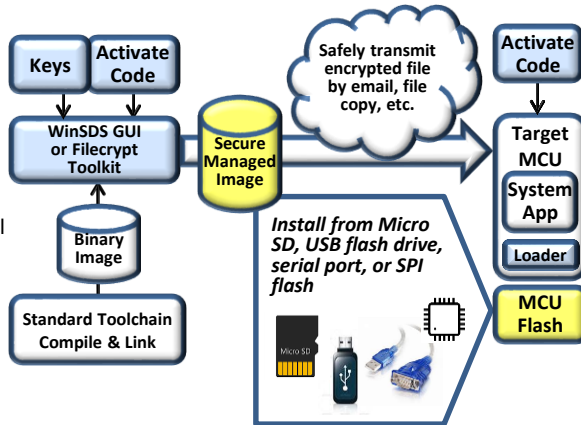 Keys
Activate
Code
WinSDS GUI
or Filecrypt
Toolkit
Binary
Image
Standard Toolchain
Compile & Link
l
Secure
Managed
Image
Safely transmit
encrypted file
by email, file
copy, etc.
Install from Micro
SD, USB flash drive,
serial port, or SPI
flash
Micro SD
Activate
Code
Target
MCU
System
App
Loader
MCU
Flash